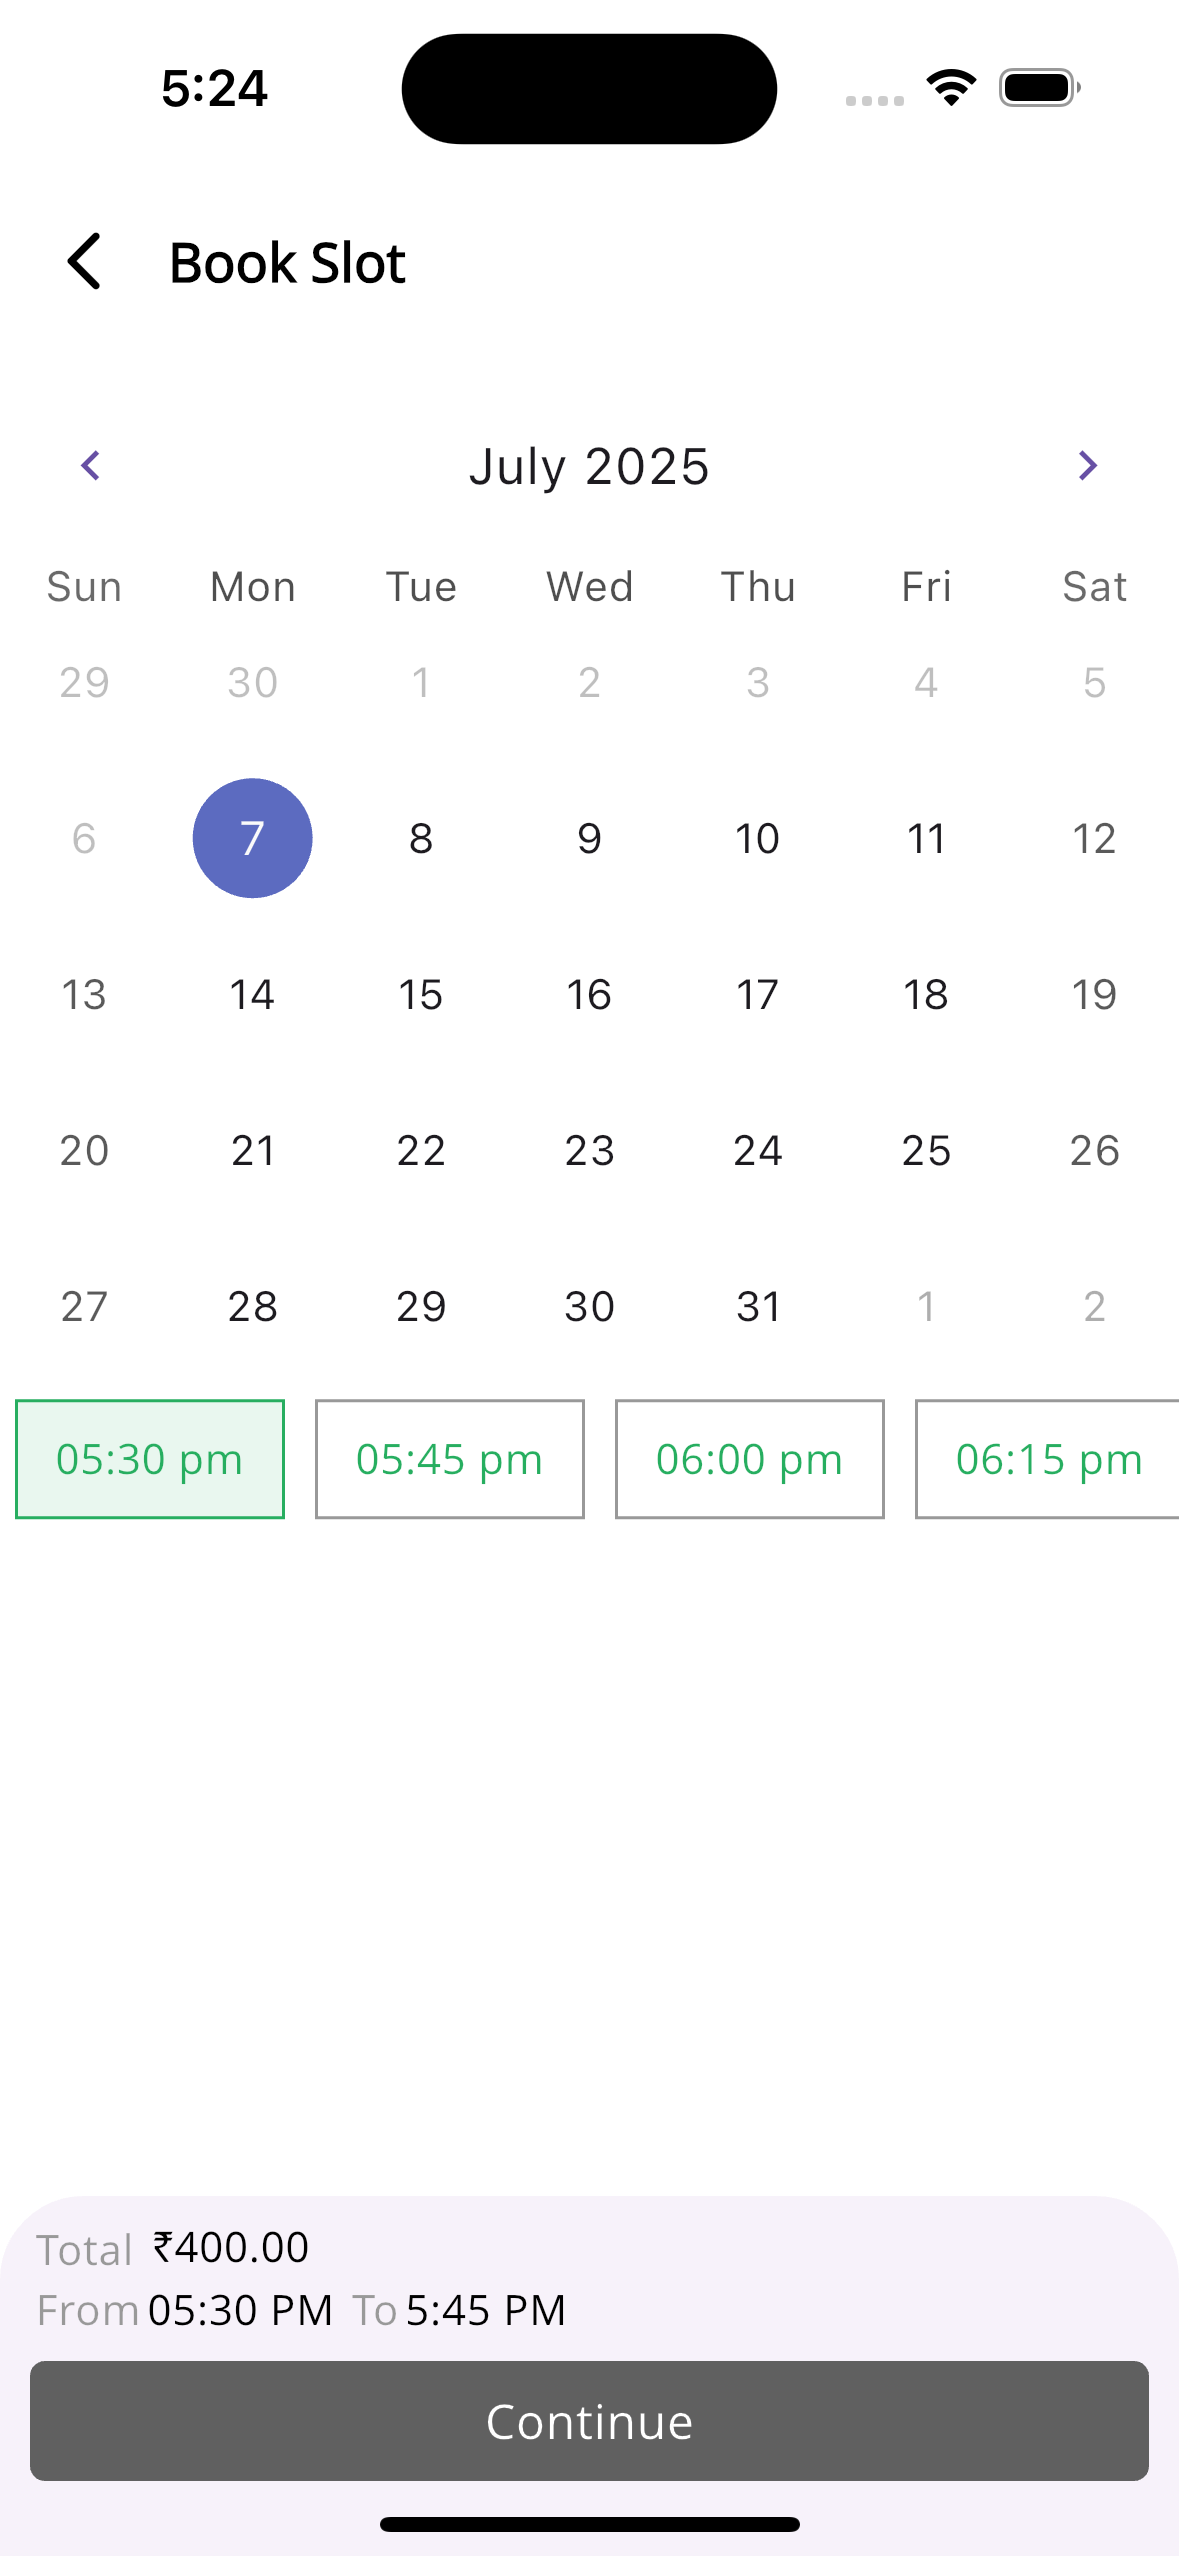 5:24
Book Slot
July 2025
Sun Mon Tue Wed Thu Fri Sat
29 30 1 2 3 4 5
6 7 8 9 10 11 12
13 14 15 16 17 18 19
20 21 22 23 24 25 26
27 28 29 30 31 1 2
05:30 pm 05:45 pm 06:00 pm 06:15 pm
Total ₹400.00
From 05:30 PM To 5:45 PM
Continue